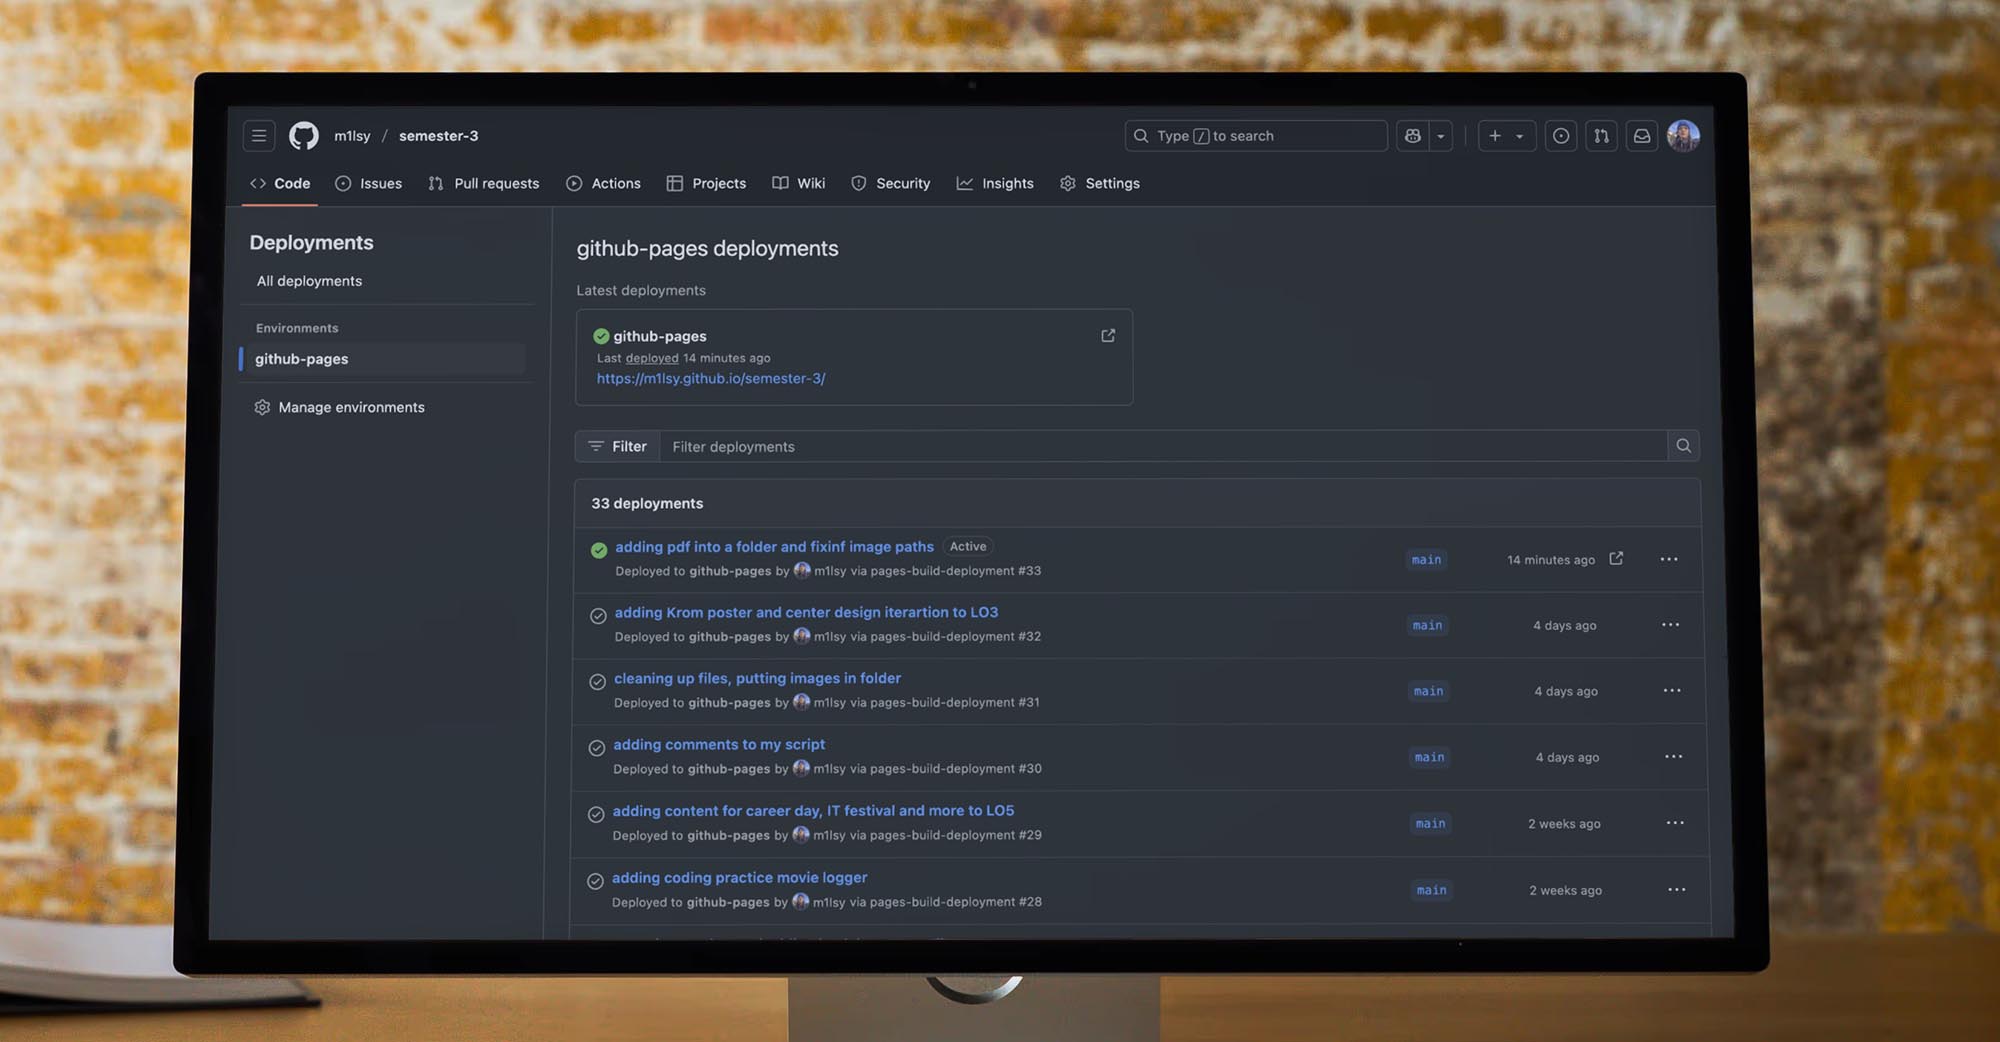 m1lsy / semester-3
Type / to search
Code Issues Pull requests Actions Projects Wiki Security Insights Settings
Deployments
All deployments
Environments
github-pages
Manage environments
github-pages deployments
Latest deployments
github-pages
Last deployed 14 minutes ago
https://m1lsy.github.io/semester-3/
Filter Filter deployments
33 deployments
adding pdf into a folder and fixinf image paths Active
Deployed to github-pages by m1lsy via pages-build-deployment #33
main 14 minutes ago
adding Krom poster and center design iterartion to LO3
Deployed to github-pages by m1lsy via pages-build-deployment #32
main 4 days ago
cleaning up files, putting images in folder
Deployed to github-pages by m1lsy via pages-build-deployment #31
main 4 days ago
adding comments to my script
Deployed to github-pages by m1lsy via pages-build-deployment #30
main 4 days ago
adding content for career day, IT festival and more to LO5
Deployed to github-pages by m1lsy via pages-build-deployment #29
main 2 weeks ago
adding coding practice movie logger
Deployed to github-pages by m1lsy via pages-build-deployment #28
main 2 weeks ago